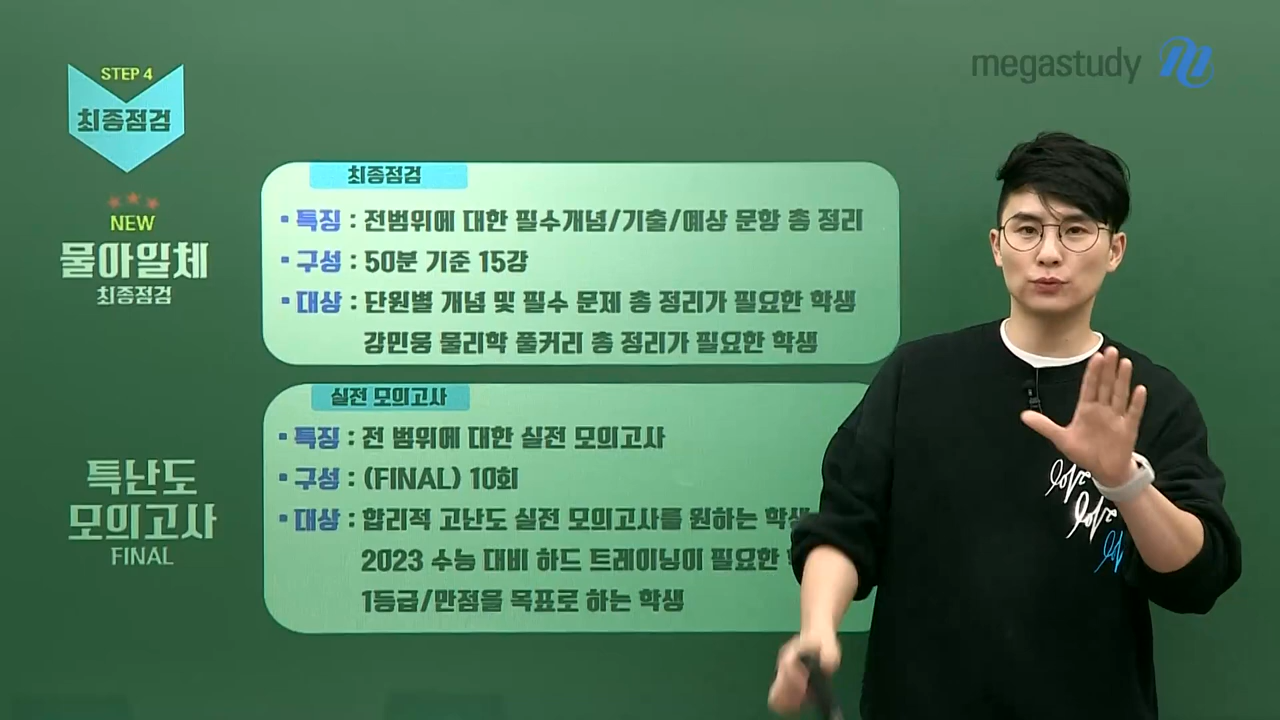 megastudy
STEP 4
최종점검
NEW
물아일체
최종점검
최종점검
특징 : 전범위에 대한 필수개념/기술/예상 문항 총 정리
구성 : 50분 기준 15강
대상 : 단원별 개념 및 필수 문제 총 정리가 필요한 학생
강민웅 물리학 풀커리 총 정리가 필요한 학생
특난도
모의고사
FINAL
실전 모의고사
특징 : 전 범위에 대한 실전 모의고사
구성 : (FINAL) 10회
대상 : 합리적 고난도 실전 모의고사를 원하는 학생
2023 수능 대비 하드 트레이닝이 필요한
1등급/만점을 목표로 하는 학생